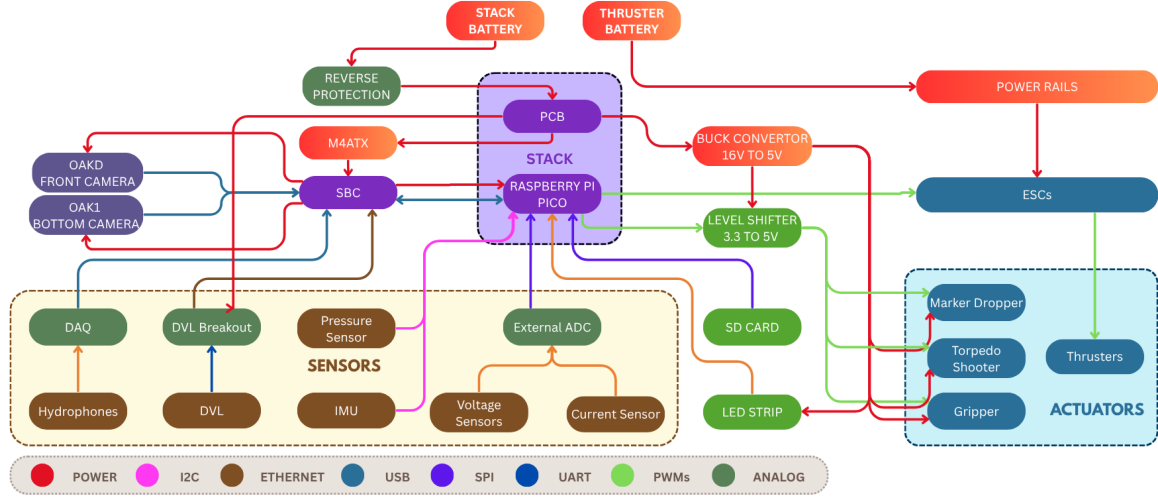 STACK
BATTERY
THRUSTER
BATTERY
REVERSE
PROTECTION
POWER RAILS
PCB
M4ATX
BUCK CONVERTOR
16V TO 5V
STACK
OAKD
FRONT CAMERA
SBC
RASPBERRY PI
PICO
ESCs
OAK1
BOTTOM CAMERA
LEVEL SHIFTER
3.3 TO 5V
Marker Dropper
DAQ
DVL Breakout
Pressure
Sensor
External ADC
SD CARD
Torpedo
Shooter
Thrusters
SENSORS
Hydrophones
DVL
IMU
Voltage
Sensors
Current Sensor
LED STRIP
Gripper
ACTUATORS
POWER
I2C
ETHERNET
USB
SPI
UART
PWMs
ANALOG